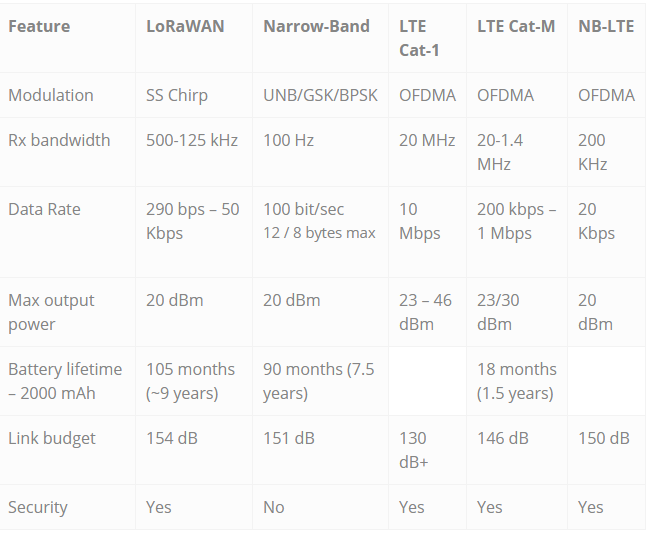 Feature LoRaWAN Narrow-Band LTE Cat-1 LTE Cat-M NB-LTE
Modulation SS Chirp UNB/GSK/BPSK OFDMA OFDMA OFDMA
Rx bandwidth 500-125 kHz 100 Hz 20 MHz 20-1.4 MHz 200 KHz
Data Rate 290 bps – 50 Kbps 100 bit/sec 12 / 8 bytes max 10 Mbps 200 kbps – 1 Mbps 20 Kbps
Max output power 20 dBm 20 dBm 23 – 46 dBm 23/30 dBm 20 dBm
Battery lifetime – 2000 mAh 105 months (~9 years) 90 months (7.5 years) 18 months (1.5 years)
Link budget 154 dB 151 dB 130 dB+ 146 dB 150 dB
Security Yes No Yes Yes Yes